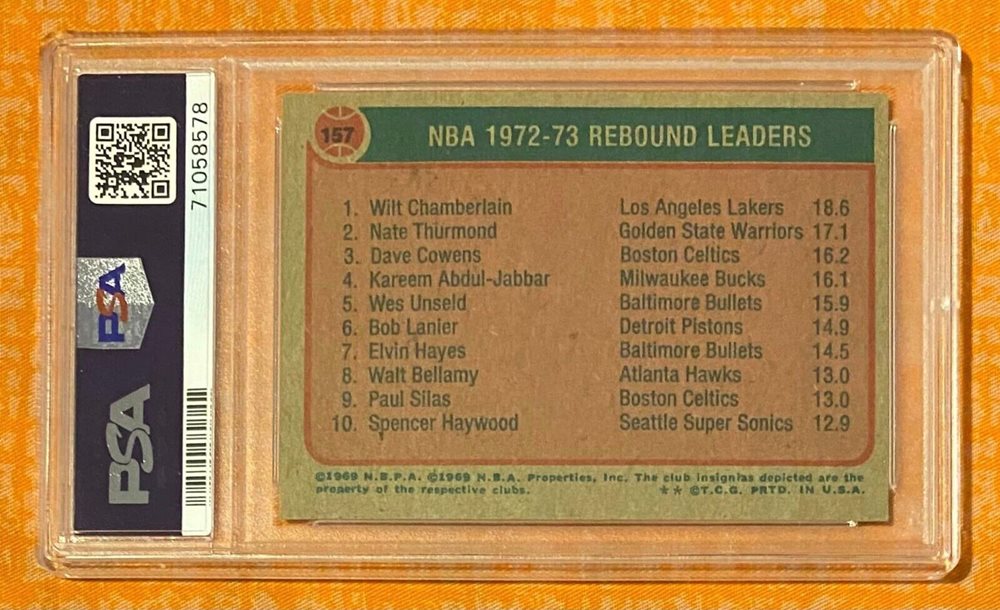 71058578
PSA
PSA
157
NBA 1972-73 REBOUND LEADERS
1. Wilt Chamberlain Los Angeles Lakers 18.6
2. Nate Thurmond Golden State Warriors 17.1
3. Dave Cowens Boston Celtics 16.2
4. Kareem Abdul-Jabbar Milwaukee Bucks 16.1
5. Wes Unseld Baltimore Bullets 15.9
6. Bob Lanier Detroit Pistons 14.9
7. Elvin Hayes Baltimore Bullets 14.5
8. Walt Bellamy Atlanta Hawks 13.0
9. Paul Silas Boston Celtics 13.0
10. Spencer Haywood Seattle Super Sonics 12.9
©1969 N.B.P.A. ©1969 N.B.A. Properties, Inc. The club insignias depicted are the
property of the respective clubs. ★★ ©T.C.G. PRTD. IN U.S.A.